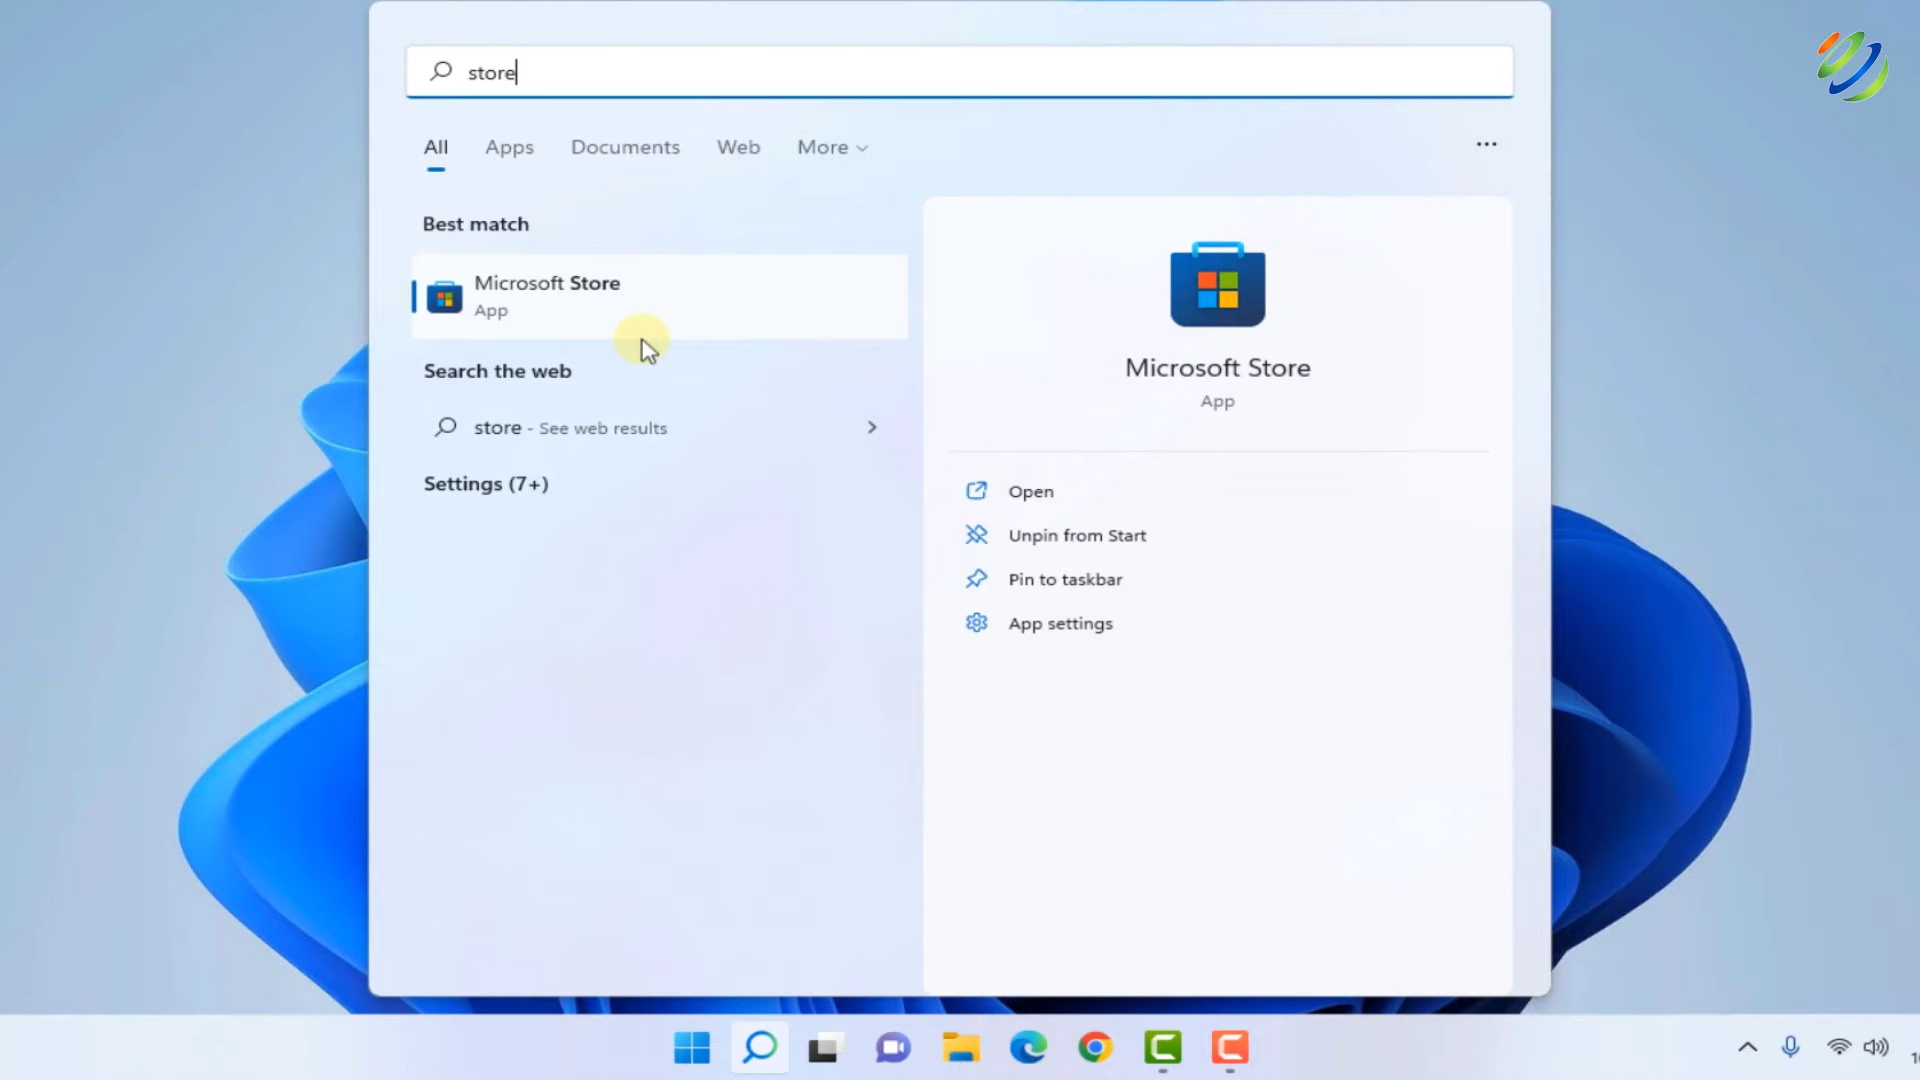 store
All Apps Documents Web More
Best match
Microsoft Store
App
Search the web
store - See web results
Settings (7+)
Microsoft Store
App
Open
Unpin from Start
Pin to taskbar
App settings